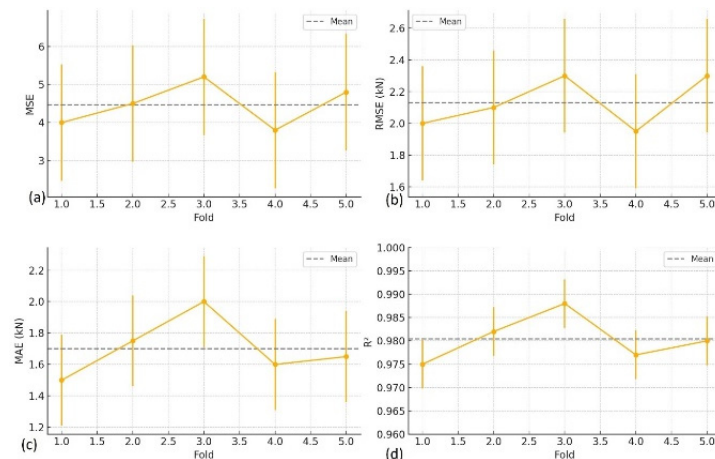 Mean
6
5
4
3
MSE
1.0 1.5 2.0 2.5 3.0 3.5 4.0 4.5 5.0
Fold
(a)
Mean
2.6
2.4
2.2
2.0
1.8
1.6
RMSE (kN)
1.0 1.5 2.0 2.5 3.0 3.5 4.0 4.5 5.0
Fold
(b)
Mean
2.2
2.0
1.8
1.6
1.4
1.2
MAE (kN)
1.0 1.5 2.0 2.5 3.0 3.5 4.0 4.5 5.0
Fold
(c)
Mean
1.000
0.995
0.990
0.985
0.980
0.975
0.970
0.965
0.960
R²
1.0 1.5 2.0 2.5 3.0 3.5 4.0 4.5 5.0
Fold
(d)